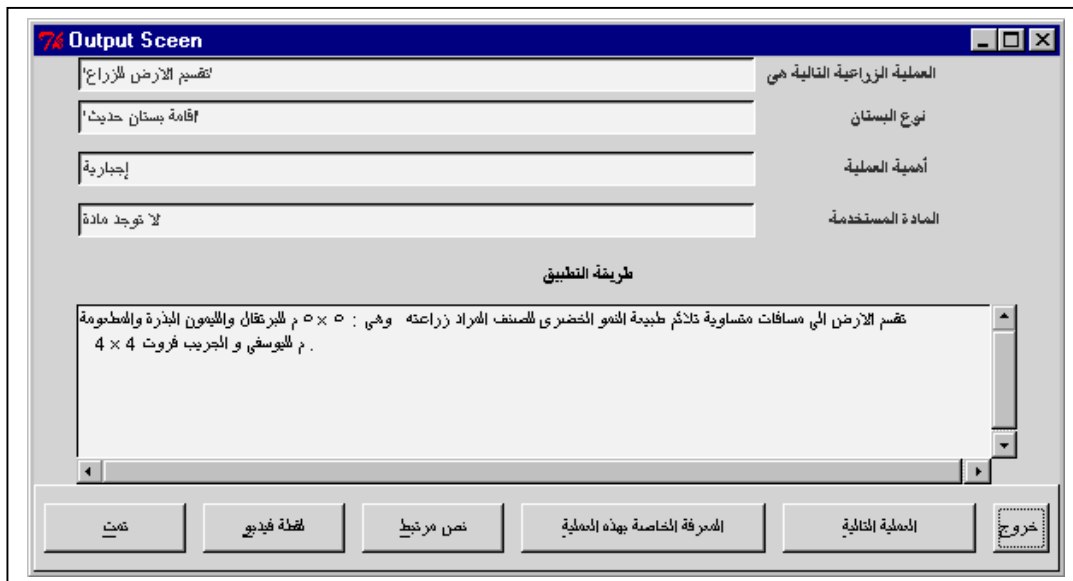 Output Sceen
العملية الزراعية التالية هى 'تقسيم الارض للزراع'
نوع البستان 'اقامة بستان حديث'
أهمية العملية إجبارية
المادة المستخدمة لا توجد مادة
طريقة التطبيق
تقسم الارض الى مسافات متساوية تلائم طبيعة النمو الخضرى للصنف المراد زراعته وهى : ٥ × ٥ م للبرتقال والليمون البذرة والمطعومة
4 × 4 م لليوسفى و الجريب فروت .
خروج العملية التالية المعرفة الخاصة بهذه العملية نص مرتبط لقطة فيديو تمت